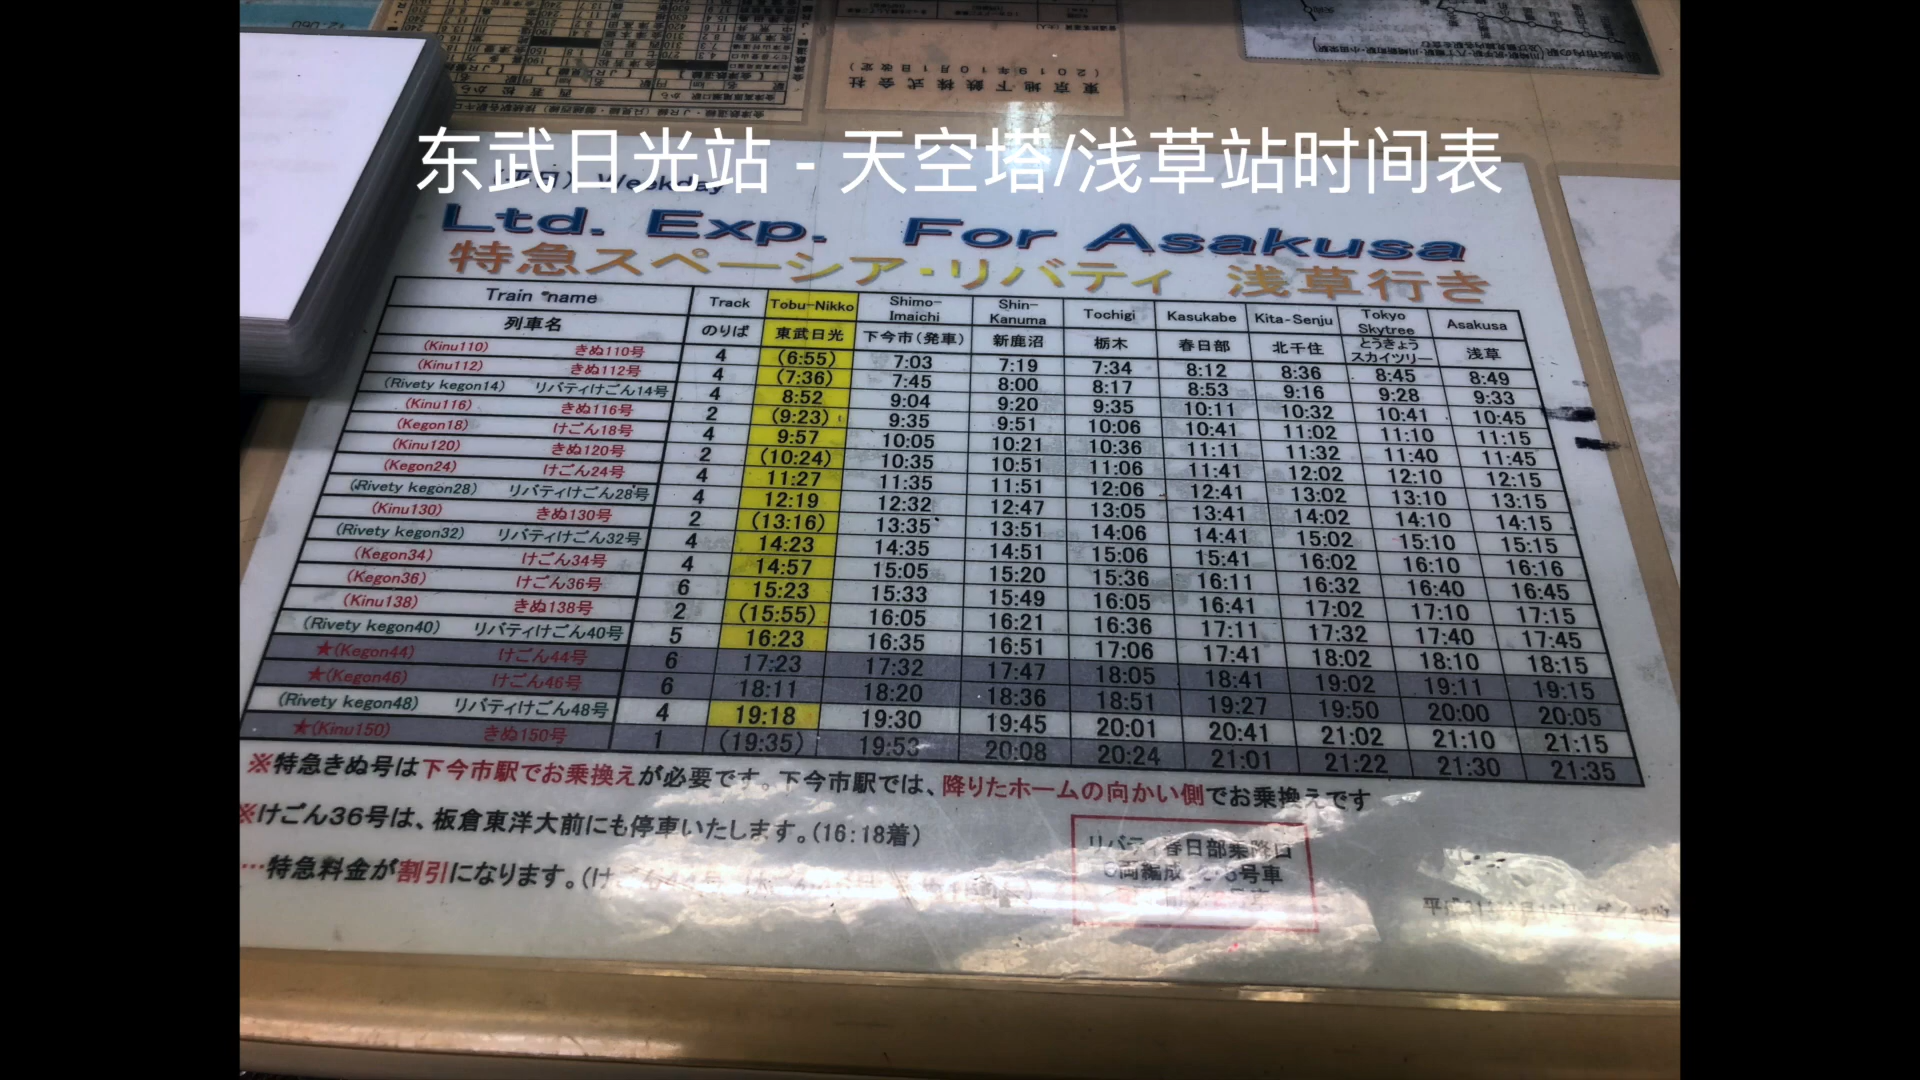 东武日光站 - 天空塔/浅草站时间表
Weekday
Ltd. Exp. For Asakusa
特急スペーシア・リバティ 浅草行き
Train name Track Tobu-Nikko Shimo-Imaichi Shin-Kanuma Tochigi Kasukabe Kita-Senju Tokyo Skytree Asakusa
列車名 のりば 東武日光 下今市(発車) 新鹿沼 栃木 春日部 北千住 とうきょうスカイツリー 浅草
(Kinu110) きぬ110号 4 (6:55) 7:03 7:19 7:34 8:12 8:36 8:45 8:49
(Kinu112) きぬ112号 4 (7:36) 7:45 8:00 8:17 8:53 9:16 9:28 9:33
(Rivety kegon14) リバティけごん14号 4 8:52 9:04 9:20 9:35 10:11 10:32 10:41 10:45
(Kinu116) きぬ116号 2 (9:23) 9:35 9:51 10:06 10:41 11:02 11:10 11:15
(Kegon18) けごん18号 4 9:57 10:05 10:21 10:36 11:11 11:32 11:40 11:45
(Kinu120) きぬ120号 2 (10:24) 10:35 10:51 11:06 11:41 12:02 12:10 12:15
(Kegon24) けごん24号 4 11:27 11:35 11:51 12:06 12:41 13:02 13:10 13:15
(Rivety kegon28) リバティけごん28号 4 12:19 12:32 12:47 13:05 13:41 14:02 14:10 14:15
(Kinu130) きぬ130号 2 (13:16) 13:35 13:51 14:06 14:41 15:02 15:10 15:15
(Rivety kegon32) リバティけごん32号 4 14:23 14:35 14:51 15:06 15:41 16:02 16:10 16:16
(Kegon34) けごん34号 4 14:57 15:05 15:20 15:36 16:11 16:32 16:40 16:45
(Kegon36) けごん36号 6 15:23 15:33 15:49 16:05 16:41 17:02 17:10 17:15
(Kinu138) きぬ138号 2 (15:55) 16:05 16:21 16:36 17:11 17:32 17:40 17:45
(Rivety kegon40) リバティけごん40号 5 16:23 16:35 16:51 17:06 17:41 18:02 18:10 18:15
★(Kegon44) けごん44号 6 17:23 17:32 17:47 18:05 18:41 19:02 19:11 19:15
★(Kegon46) けごん46号 6 18:11 18:20 18:36 18:51 19:27 19:50 20:00 20:05
(Rivety kegon48) リバティけごん48号 4 19:18 19:30 19:45 20:01 20:41 21:02 21:10 21:15
★(Kinu150) きぬ150号 1 (19:35) 19:53 20:08 20:24 21:01 21:22 21:30 21:35
※特急きぬ号は下今市駅でお乗換えが必要です。下今市駅では、降りたホームの向かい側でお乗換えです
※けごん36号は、板倉東洋大前にも停車いたします。(16:18着)
…特急料金が割引になります。
リバティ春日部乗降口
6両編成
号車
東京地下鉄株式会社
(2019年10月1日改定)